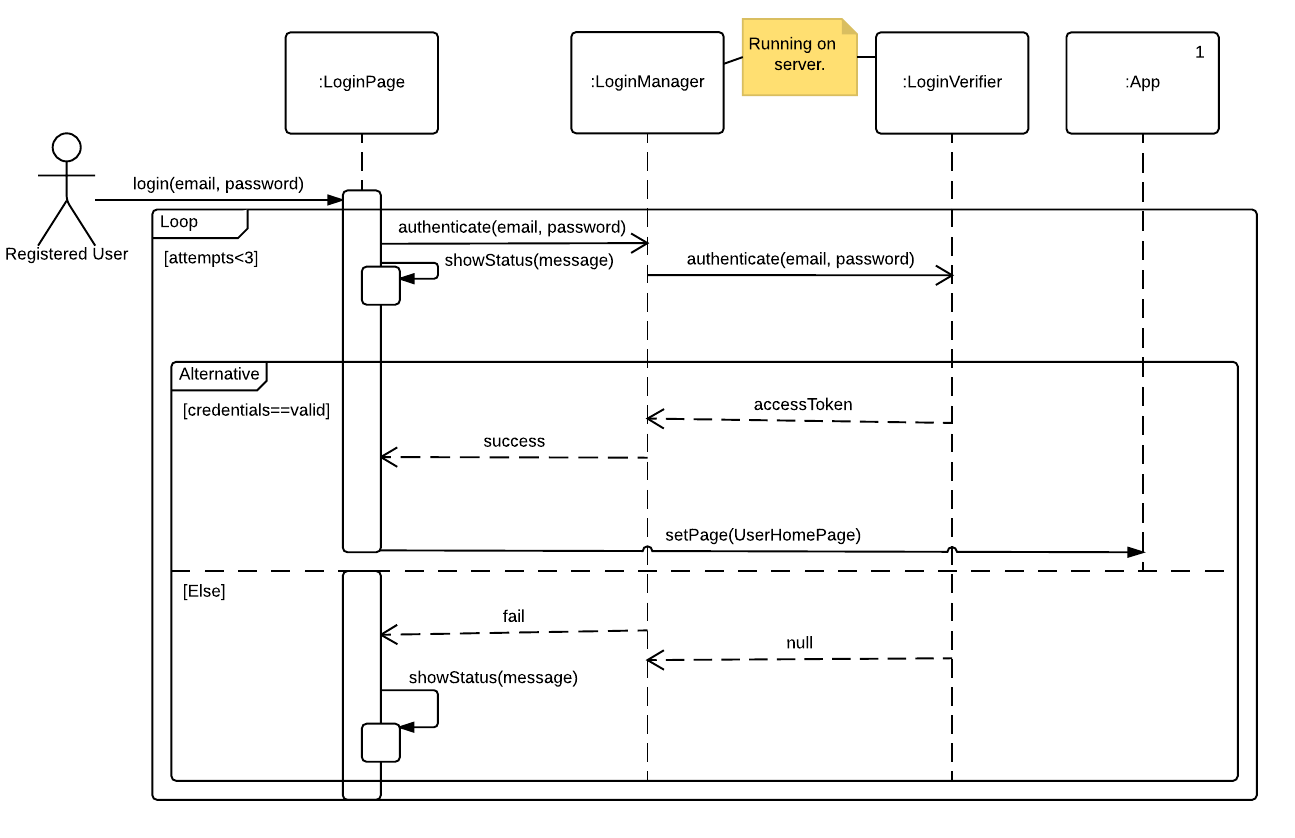 Running on
server.
:LoginPage
:LoginManager
:LoginVerifier
1
:App
login(email, password)
Registered User
Loop
[attempts<3]
authenticate(email, password)
showStatus(message)
authenticate(email, password)
Alternative
[credentials==valid]
accessToken
success
setPage(UserHomePage)
[Else]
fail
null
showStatus(message)